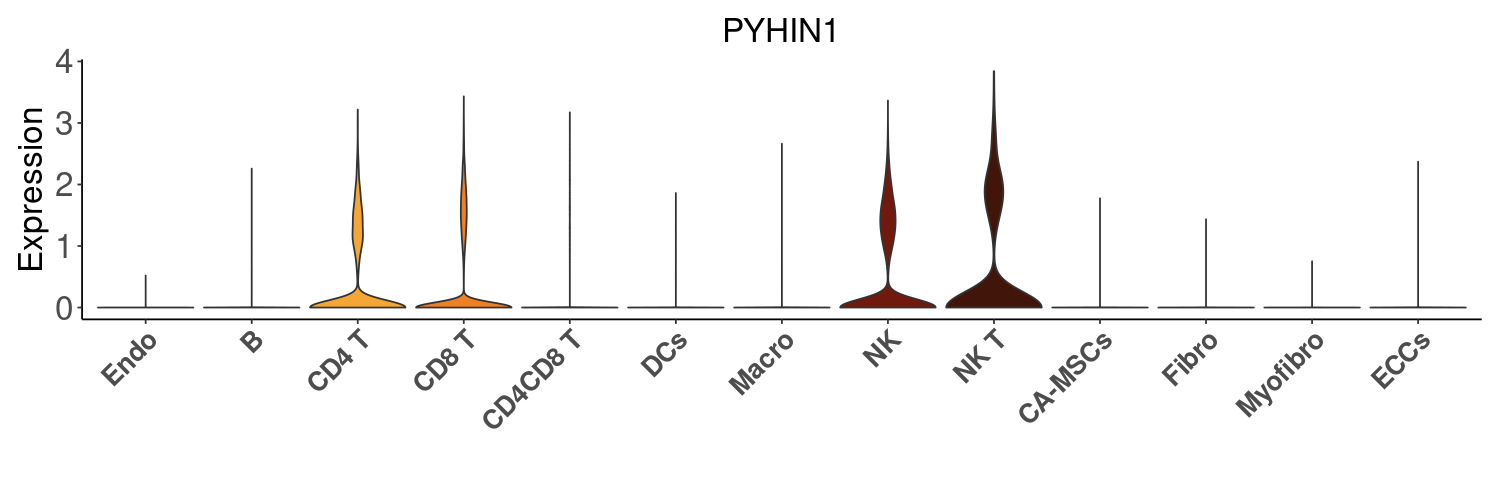 PYHIN1
Expression
4
3
2
1
0
Endo
B
CD4 T
CD8 T
CD4CD8 T
DCs
Macro
NK
NK T
CA-MSCs
Fibro
Myofibro
ECCs